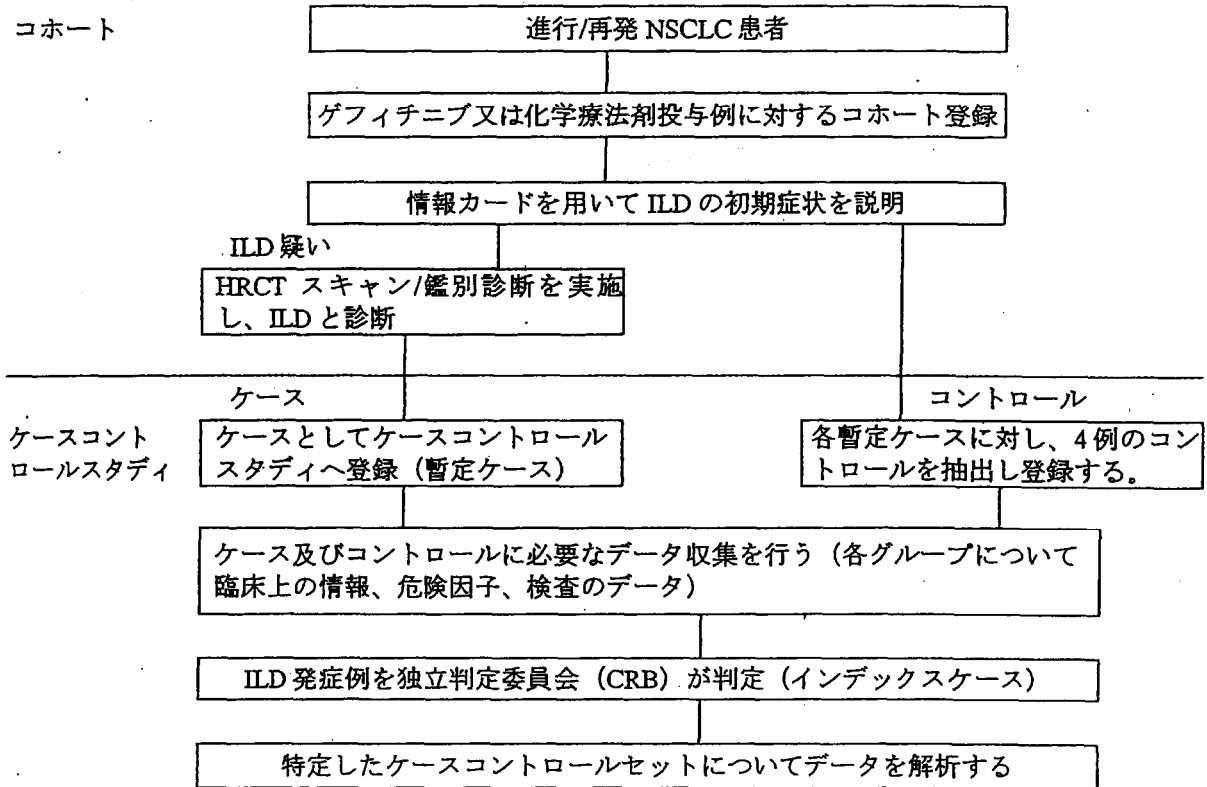 コホート
進行/再発 NSCLC 患者
ゲフィチニブ又は化学療法剤投与例に対するコホート登録
情報カードを用いて ILD の初期症状を説明
ILD 疑い
HRCT スキャン/鑑別診断を実施
し、ILD と診断
ケース
コントロール
ケースコント
ロールスタディ
ケースとしてケースコントロール
スタディへ登録（暫定ケース）
各暫定ケースに対し、4 例のコン
トロールを抽出し登録する。
ケース及びコントロールに必要なデータ収集を行う（各グループについて
臨床上の情報、危険因子、検査のデータ）
ILD 発症例を独立判定委員会（CRB）が判定（インデックスケース）
特定したケースコントロールセットについてデータを解析する